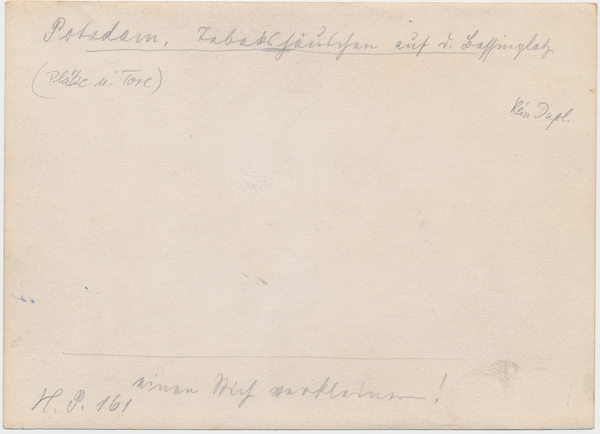 Potsdam, Tabakshäuschen auf d. Bassinplatz
(Plätze u. Tore)
Kein Dupl.
einen Strich verkleinern!
H. P. 161